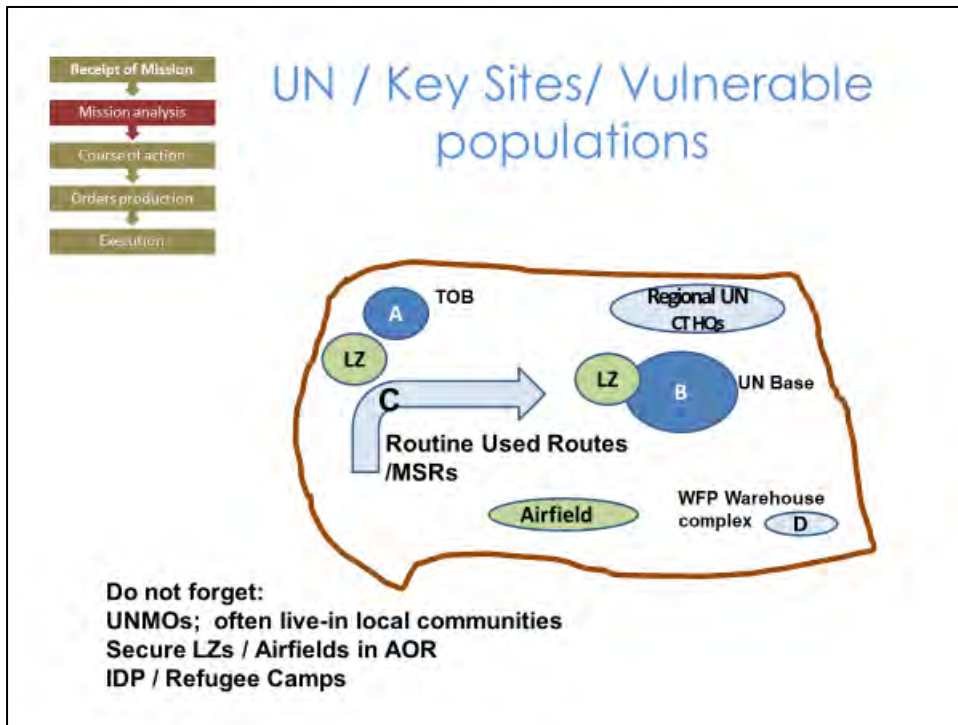 Receipt of Mission
Mission analysis
Course of action
Orders production
Execution
UN / Key Sites/ Vulnerable
populations
A
TOB
LZ
Regional UN
CT HQs
C
LZ
B
UN Base
Routine Used Routes
/MSRs
Airfield
WFP Warehouse
complex
D
Do not forget:
UNMOs; often live-in local communities
Secure LZs / Airfields in AOR
IDP / Refugee Camps